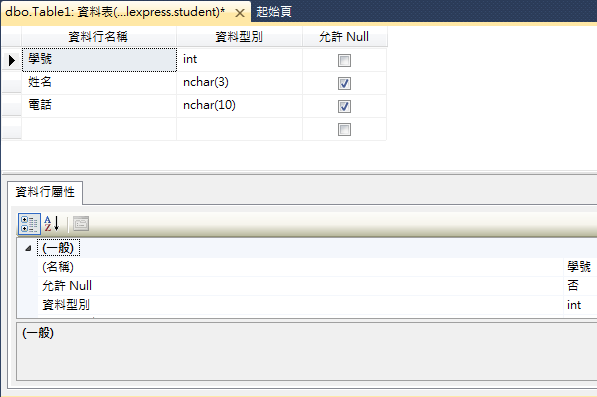 dbo.Table1: 資料表(...lexpress.student)* 起始頁
資料行名稱 資料型別 允許 Null
學號 int
姓名 nchar(3)
電話 nchar(10)
資料行屬性
(一般)
(名稱) 學號
允許 Null 否
資料型別 int
(一般)